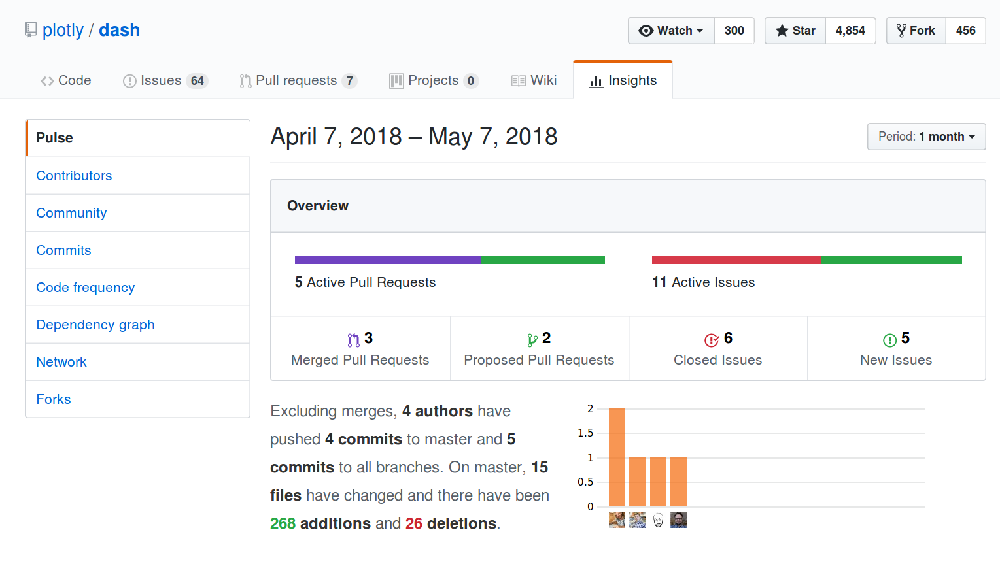 plotly / dash
Watch 300
Star 4,854
Fork 456
Code
Issues 64
Pull requests 7
Projects 0
Wiki
Insights
Pulse
Contributors
Community
Commits
Code frequency
Dependency graph
Network
Forks
April 7, 2018 – May 7, 2018
Period: 1 month
Overview
5 Active Pull Requests
11 Active Issues
3
Merged Pull Requests
2
Proposed Pull Requests
6
Closed Issues
5
New Issues
Excluding merges, 4 authors have
pushed 4 commits to master and 5
commits to all branches. On master, 15
files have changed and there have been
268 additions and 26 deletions.
2
1.5
1
0.5
0